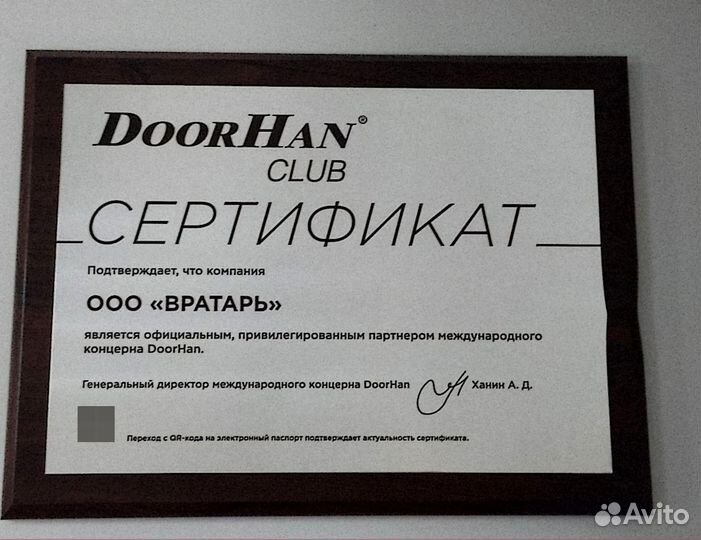 DOORHAN®
CLUB
СЕРТИФИКАТ
Подтверждает, что компания
ООО «ВРАТАРЬ»
является официальным, привилегированным партнером международного
концерна DoorHan.
Генеральный директор международного концерна DoorHan Ханин А. Д.
Переход с QR-кода на электронный паспорт подтверждает актуальность сертификата.
Avito